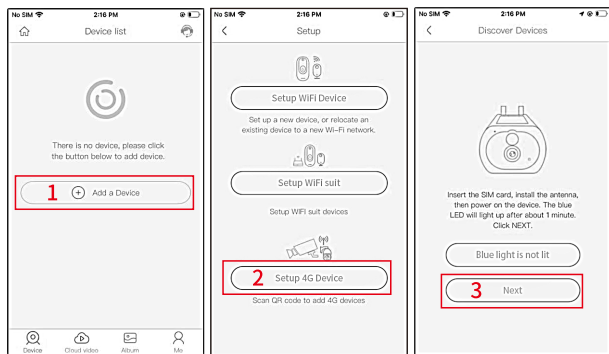 No SIM 2:16 PM
Device list
There is no device, please click
the button below to add device.
1 Add a Device
Device Cloud video Album Me
No SIM 2:16 PM
Setup
Setup WiFi Device
Set up a new device, or relocate an
existing device to a new Wi-Fi network.
Setup WiFi suit
Setup WIFI suit devices
2 Setup 4G Device
Scan QR code to add 4G devices
No SIM 2:16 PM
Discover Devices
Insert the SIM card, install the antenna,
then power on the device. The blue
LED will light up after about 1 minute.
Click NEXT.
Blue light is not lit
3 Next